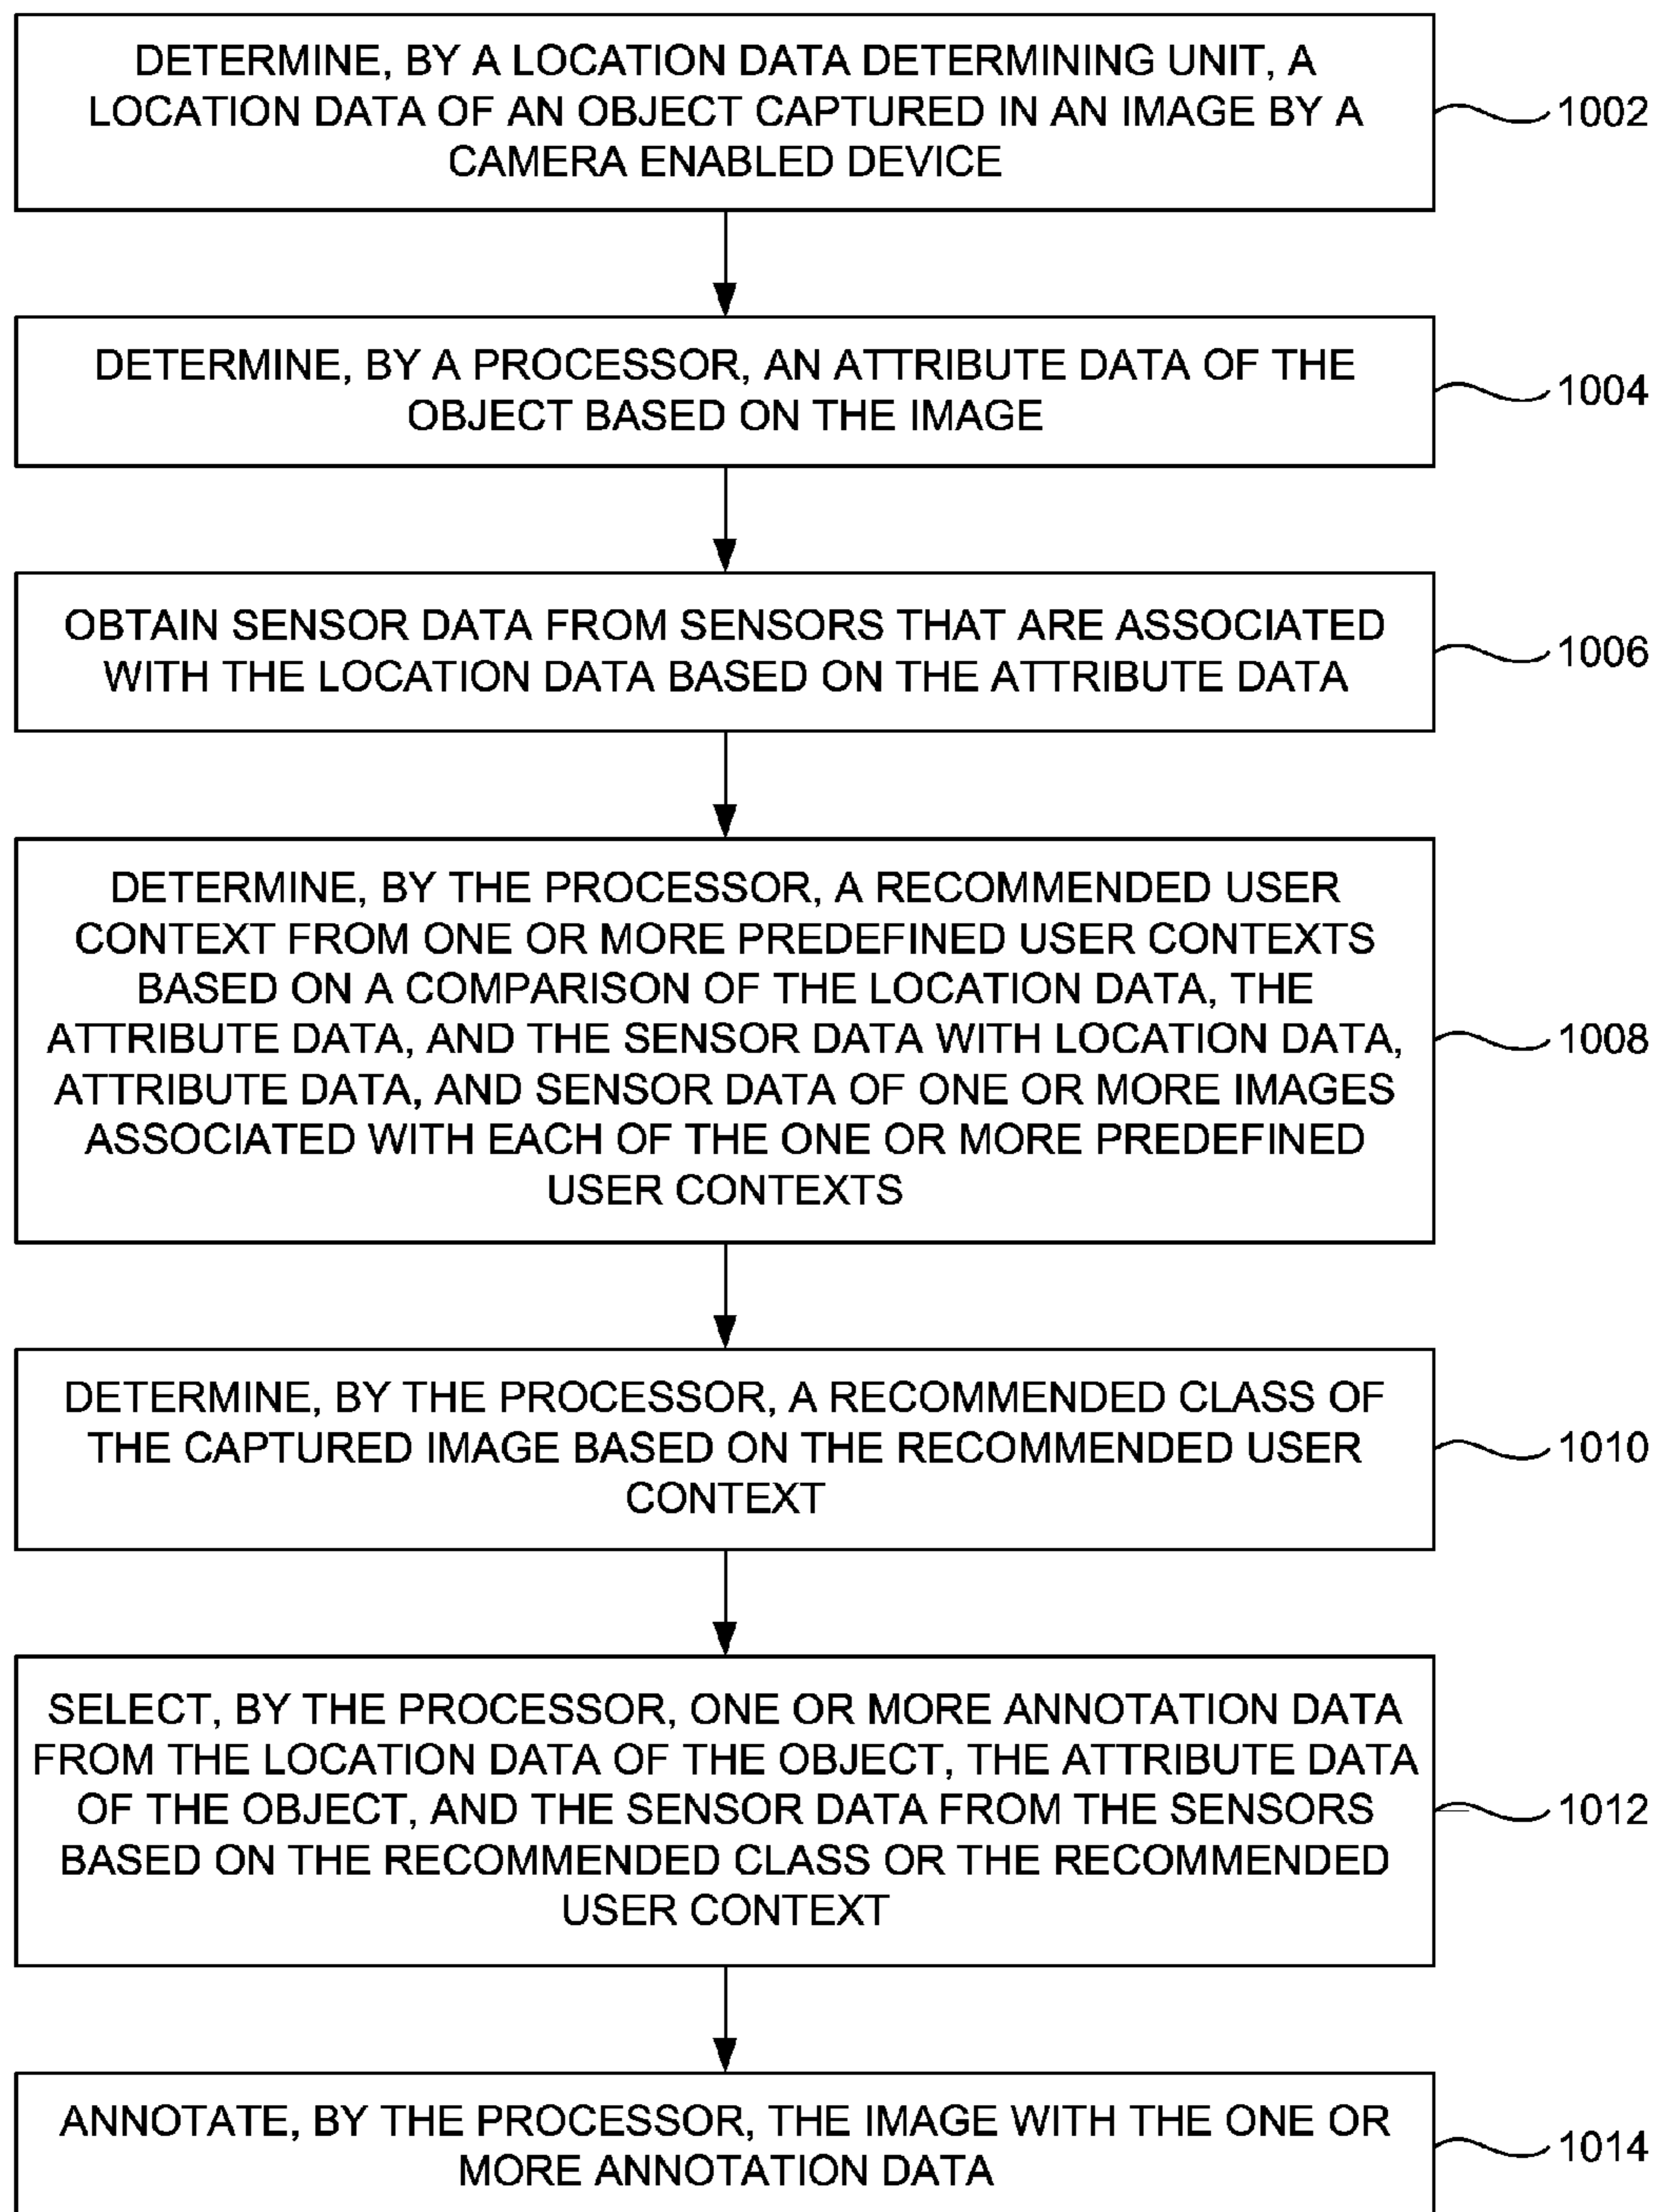 DETERMINE, BY A LOCATION DATA DETERMINING UNIT, A
LOCATION DATA OF AN OBJECT CAPTURED IN AN IMAGE BY A
CAMERA ENABLED DEVICE
1002
DETERMINE, BY A PROCESSOR, AN ATTRIBUTE DATA OF THE
OBJECT BASED ON THE IMAGE
1004
OBTAIN SENSOR DATA FROM SENSORS THAT ARE ASSOCIATED
WITH THE LOCATION DATA BASED ON THE ATTRIBUTE DATA
1006
DETERMINE, BY THE PROCESSOR, A RECOMMENDED USER
CONTEXT FROM ONE OR MORE PREDEFINED USER CONTEXTS
BASED ON A COMPARISON OF THE LOCATION DATA, THE
ATTRIBUTE DATA, AND THE SENSOR DATA WITH LOCATION DATA,
ATTRIBUTE DATA, AND SENSOR DATA OF ONE OR MORE IMAGES
ASSOCIATED WITH EACH OF THE ONE OR MORE PREDEFINED
USER CONTEXTS
1008
DETERMINE, BY THE PROCESSOR, A RECOMMENDED CLASS OF
THE CAPTURED IMAGE BASED ON THE RECOMMENDED USER
CONTEXT
1010
SELECT, BY THE PROCESSOR, ONE OR MORE ANNOTATION DATA
FROM THE LOCATION DATA OF THE OBJECT, THE ATTRIBUTE DATA
OF THE OBJECT, AND THE SENSOR DATA FROM THE SENSORS
BASED ON THE RECOMMENDED CLASS OR THE RECOMMENDED
USER CONTEXT
1012
ANNOTATE, BY THE PROCESSOR, THE IMAGE WITH THE ONE OR
MORE ANNOTATION DATA
1014